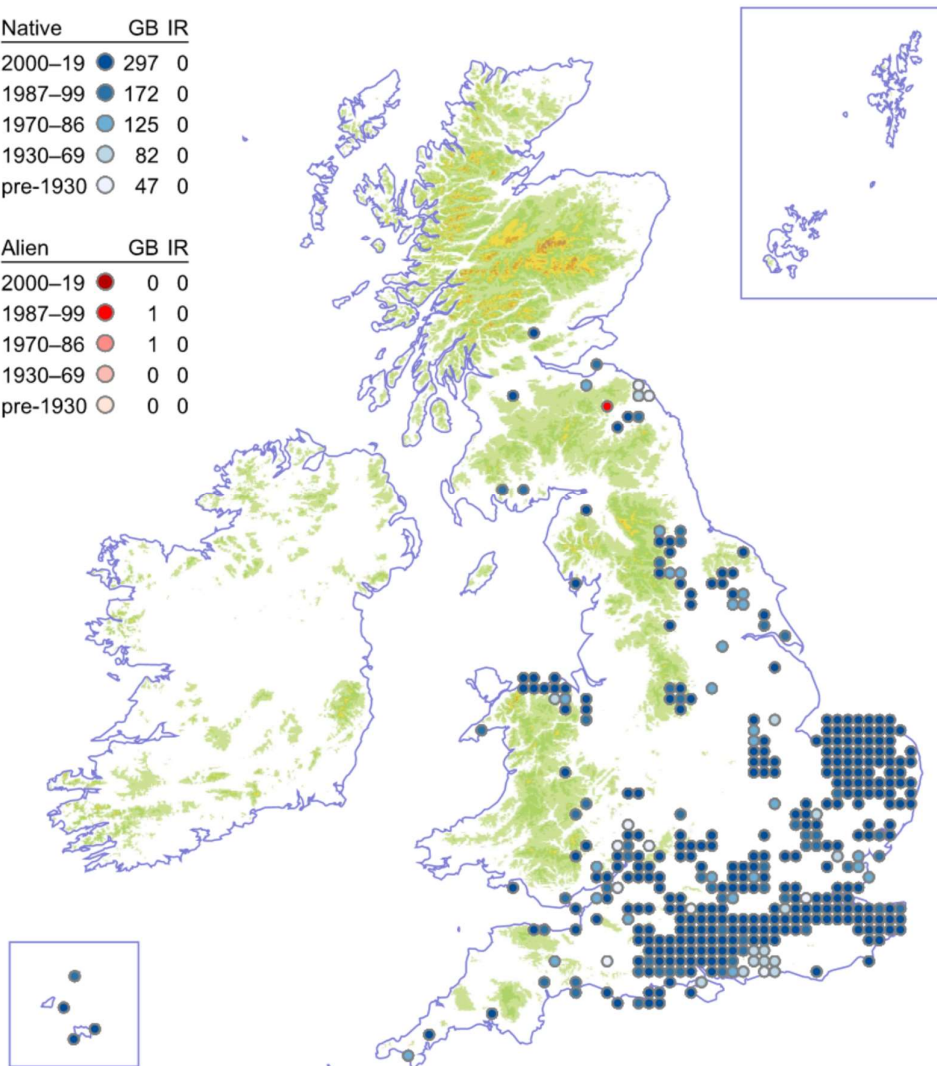 Native GB IR
2000–19 297 0
1987–99 172 0
1970–86 125 0
1930–69 82 0
pre-1930 47 0
Alien GB IR
2000–19 0 0
1987–99 1 0
1970–86 1 0
1930–69 0 0
pre-1930 0 0